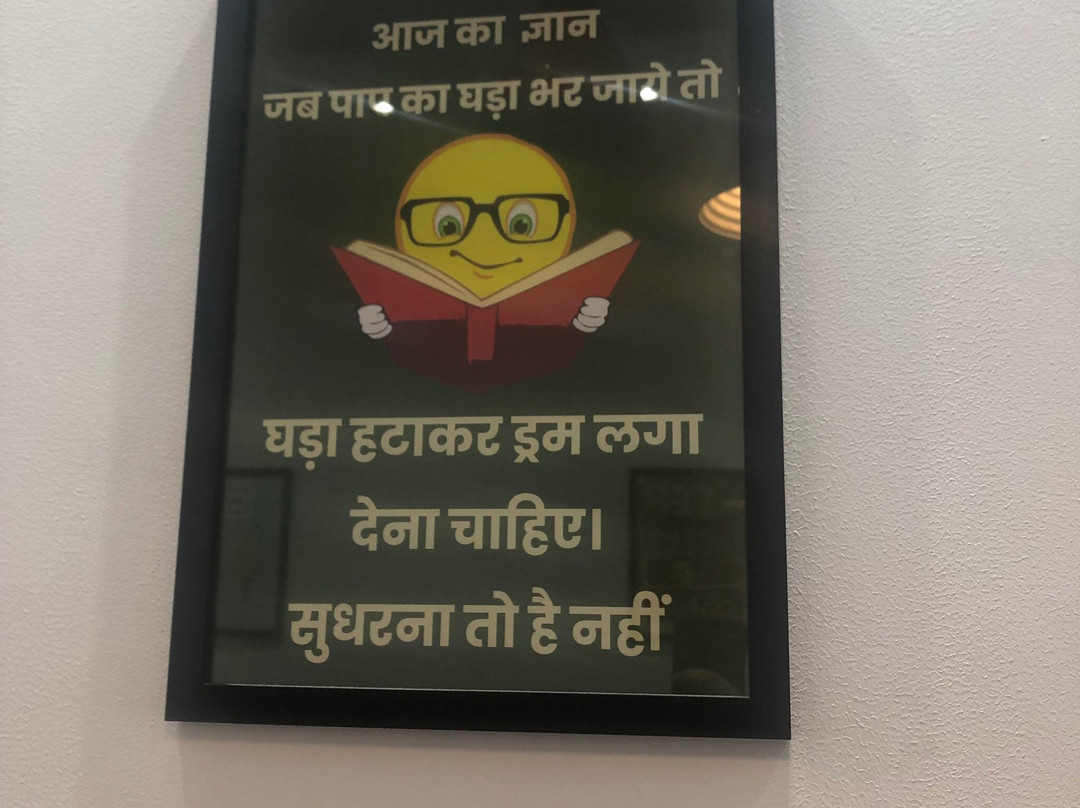 आज का ज्ञान
जब पाप का घड़ा भर जाये तो
घड़ा हटाकर ड्रम लगा
देना चाहिए।
सुधरना तो है नहीं